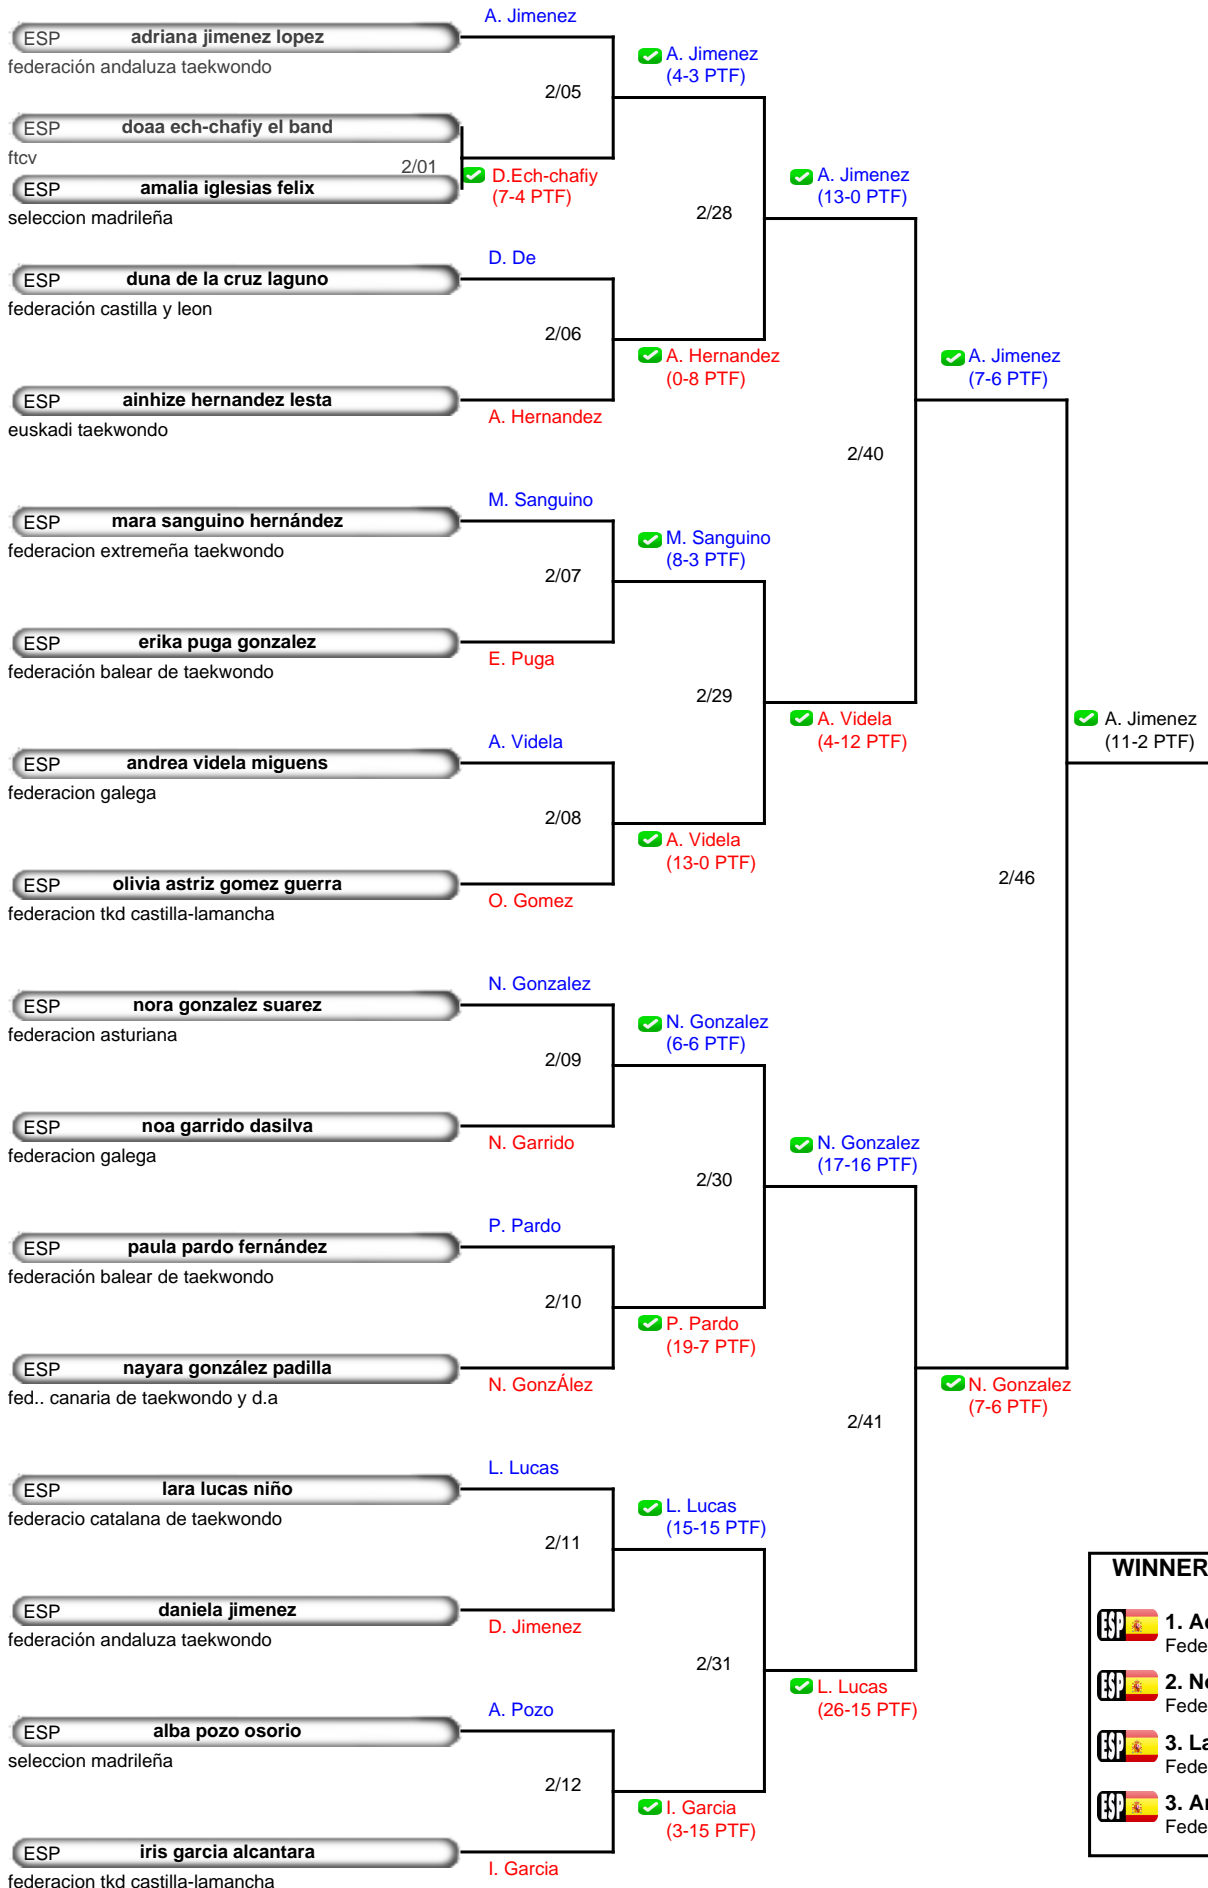 ESP adriana jimenez lopez
federación andaluza taekwondo
ESP doaa ech-chafiy el band
ftcv
2/01
ESP amalia iglesias felix
seleccion madrileña
ESP duna de la cruz laguno
federación castilla y leon
ESP ainhize hernandez lesta
euskadi taekwondo
ESP mara sanguino hernández
federacion extremeña taekwondo
ESP erika puga gonzalez
federación balear de taekwondo
ESP andrea videla miguens
federacion galega
ESP olivia astriz gomez guerra
federacion tkd castilla-lamancha
ESP nora gonzalez suarez
federacion asturiana
ESP noa garrido dasilva
federacion galega
ESP paula pardo fernández
federación balear de taekwondo
ESP nayara gonzález padilla
fed.. canaria de taekwondo y d.a
ESP lara lucas niño
federacio catalana de taekwondo
ESP daniela jimenez
federación andaluza taekwondo
ESP alba pozo osorio
seleccion madrileña
ESP iris garcia alcantara
federacion tkd castilla-lamancha
A. Jimenez
2/05
D.Ech-chafiy
(7-4 PTF)
D. De
2/06
A. Hernandez
M. Sanguino
2/07
E. Puga
A. Videla
2/08
O. Gomez
N. Gonzalez
2/09
N. Garrido
P. Pardo
2/10
N. GonzÁlez
L. Lucas
2/11
D. Jimenez
A. Pozo
2/12
I. Garcia
A. Jimenez
(4-3 PTF)
2/28
A. Hernandez
(0-8 PTF)
M. Sanguino
(8-3 PTF)
2/29
A. Videla
(13-0 PTF)
N. Gonzalez
(6-6 PTF)
2/30
P. Pardo
(19-7 PTF)
L. Lucas
(15-15 PTF)
2/31
I. Garcia
(3-15 PTF)
A. Jimenez
(13-0 PTF)
2/40
A. Videla
(4-12 PTF)
N. Gonzalez
(17-16 PTF)
2/41
L. Lucas
(26-15 PTF)
A. Jimenez
(7-6 PTF)
2/46
N. Gonzalez
(7-6 PTF)
A. Jimenez
(11-2 PTF)
WINNER
ESP 1.
ESP 2.
ESP 3.
ESP 3.